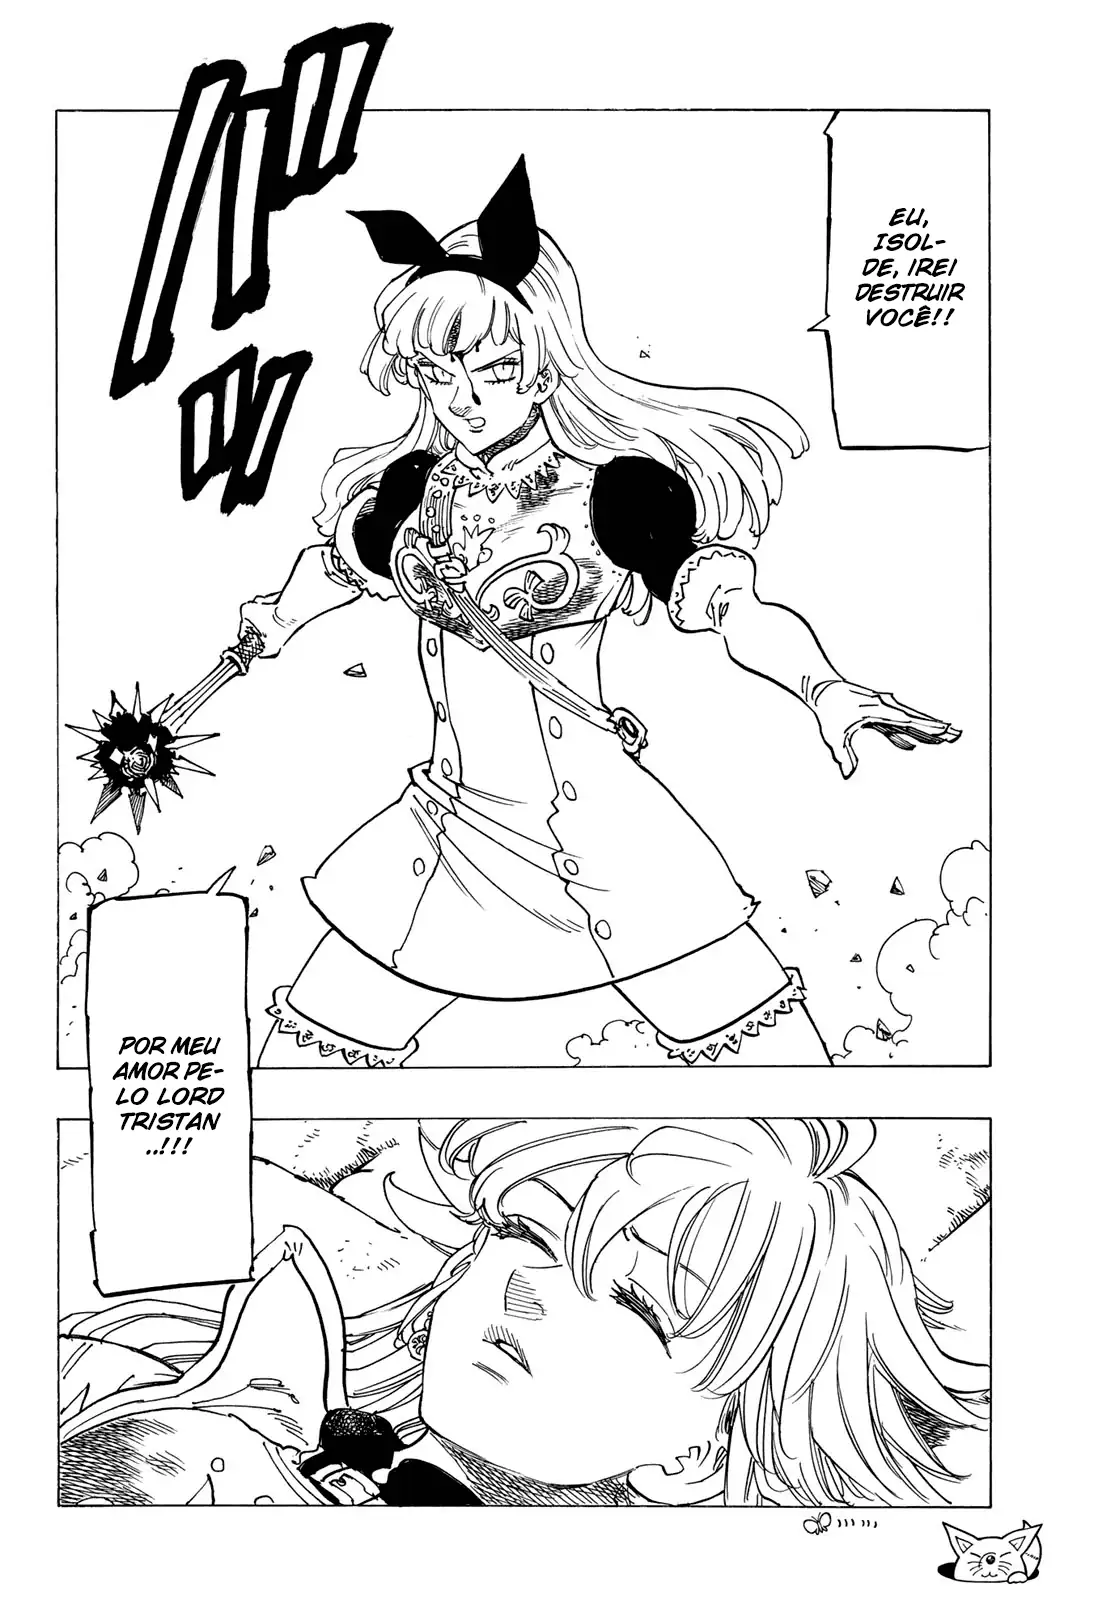 EU,
ISOL-
DE, IREI
DESTRUIR
VOCÊ!!
POR MEU
AMOR PE-
LO LORD
TRISTAN
..!!!